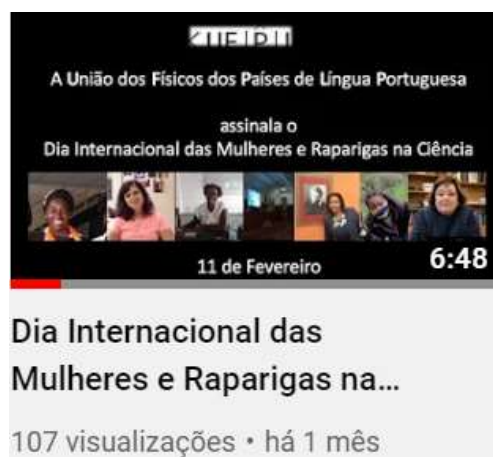 A União dos Físicos dos Países de Língua Portuguesa
assinala o
Dia Internacional das Mulheres e Raparigas na Ciência
11 de Fevereiro
6:48
Dia Internacional das
Mulheres e Raparigas na...
107 visualizações • há 1 mês